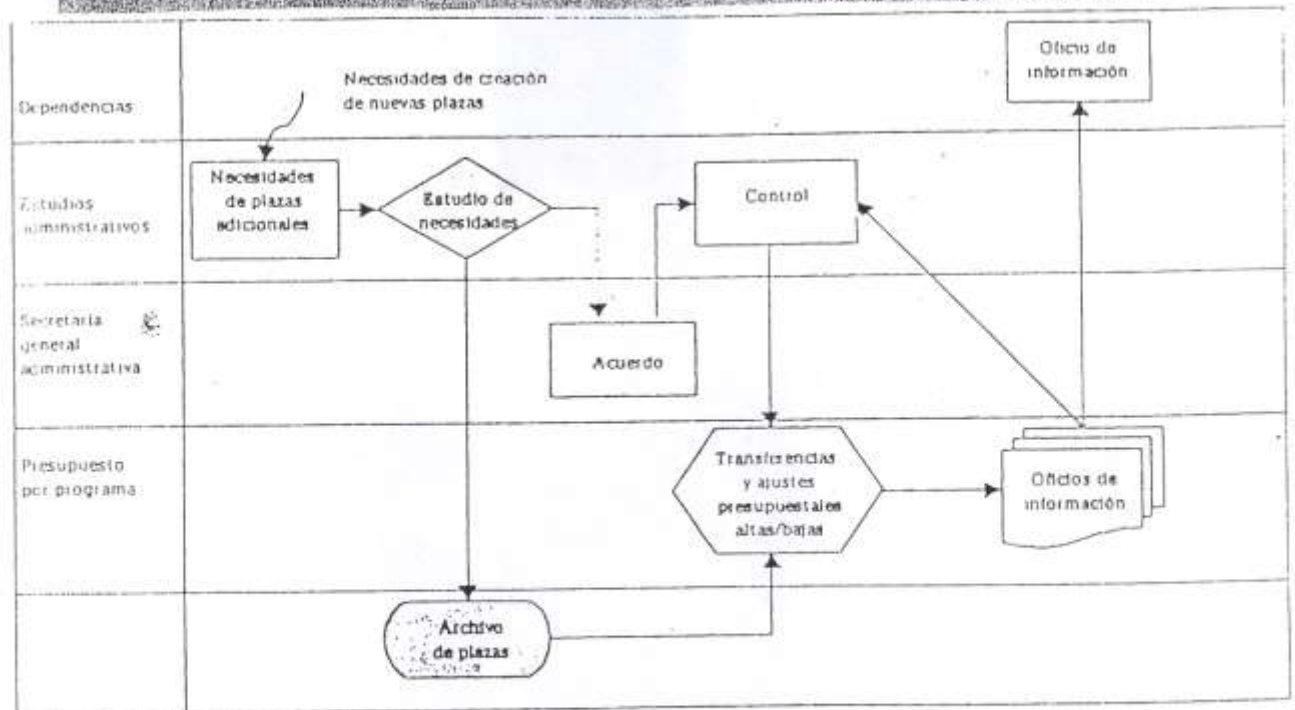 Necesidades de creación
de nuevas plazas
Oficio de
información
Dependencias
Necesidades
de plazas
adicionales
Estudio de
necesidades
Control
Estudios
administrativos
Secretaría
general
administrativa
Acuerdo
Presupuesto
por programa
Transferencias
y ajustes
presupuestales
altas/bajas
Oficios de
información
Archivo
de plazas